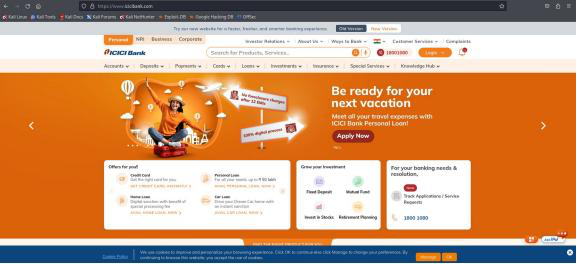 https://www.icicibank.com
Kali Linux Kali Tools Kali Docs Kali Forums Kali NetHunter Exploit-DB Google Hacking DB OffSec
Try our new website for a faster, fresher, and smarter banking experience. Old Version New Version
Personal NRI Business Corporate Investor Relations About Us Ways to Bank Customer Services Complaints
ICICI Bank Search for Products, Services... 18001080 Login
Accounts Deposits Payments Cards Loans Investments Insurance Special Services Knowledge Hub
No foreclosure charges
after 12 EMIs
100% digital process
Be ready for your
next vacation
Meet all your travel expenses with
ICICI Bank Personal Loan!
Apply Now
Offers for you!
Credit Card
Get the right card for you.
GET CREDIT CARD, INSTANTLY >
Personal Loan
For all your needs up to ₹ 50 lakh
AVAIL PERSONAL LOAN, NOW >
Home Loan
Digital sanction with benefit of
special processing fee
AVAIL HOME LOAN, NOW >
Car Loan
Drive your Dream Car home with
an instant sanction
AVAIL CAR LOAN, NOW >
Grow your Investment
Fixed Deposit Mutual Fund
Invest in Stocks Retirement Planning
For your banking needs &
resolution,
New
Track Applications / Service
Requests
1800 1080
FIND THE RIGHT PRODUCT FOR YOU
Cookie Policy
We use cookies to improve and personalize your browsing experience. Click OK to continue else click Manage to change your preferences. By
continuing to browse this website, you accept the use of cookies.
Manage OK